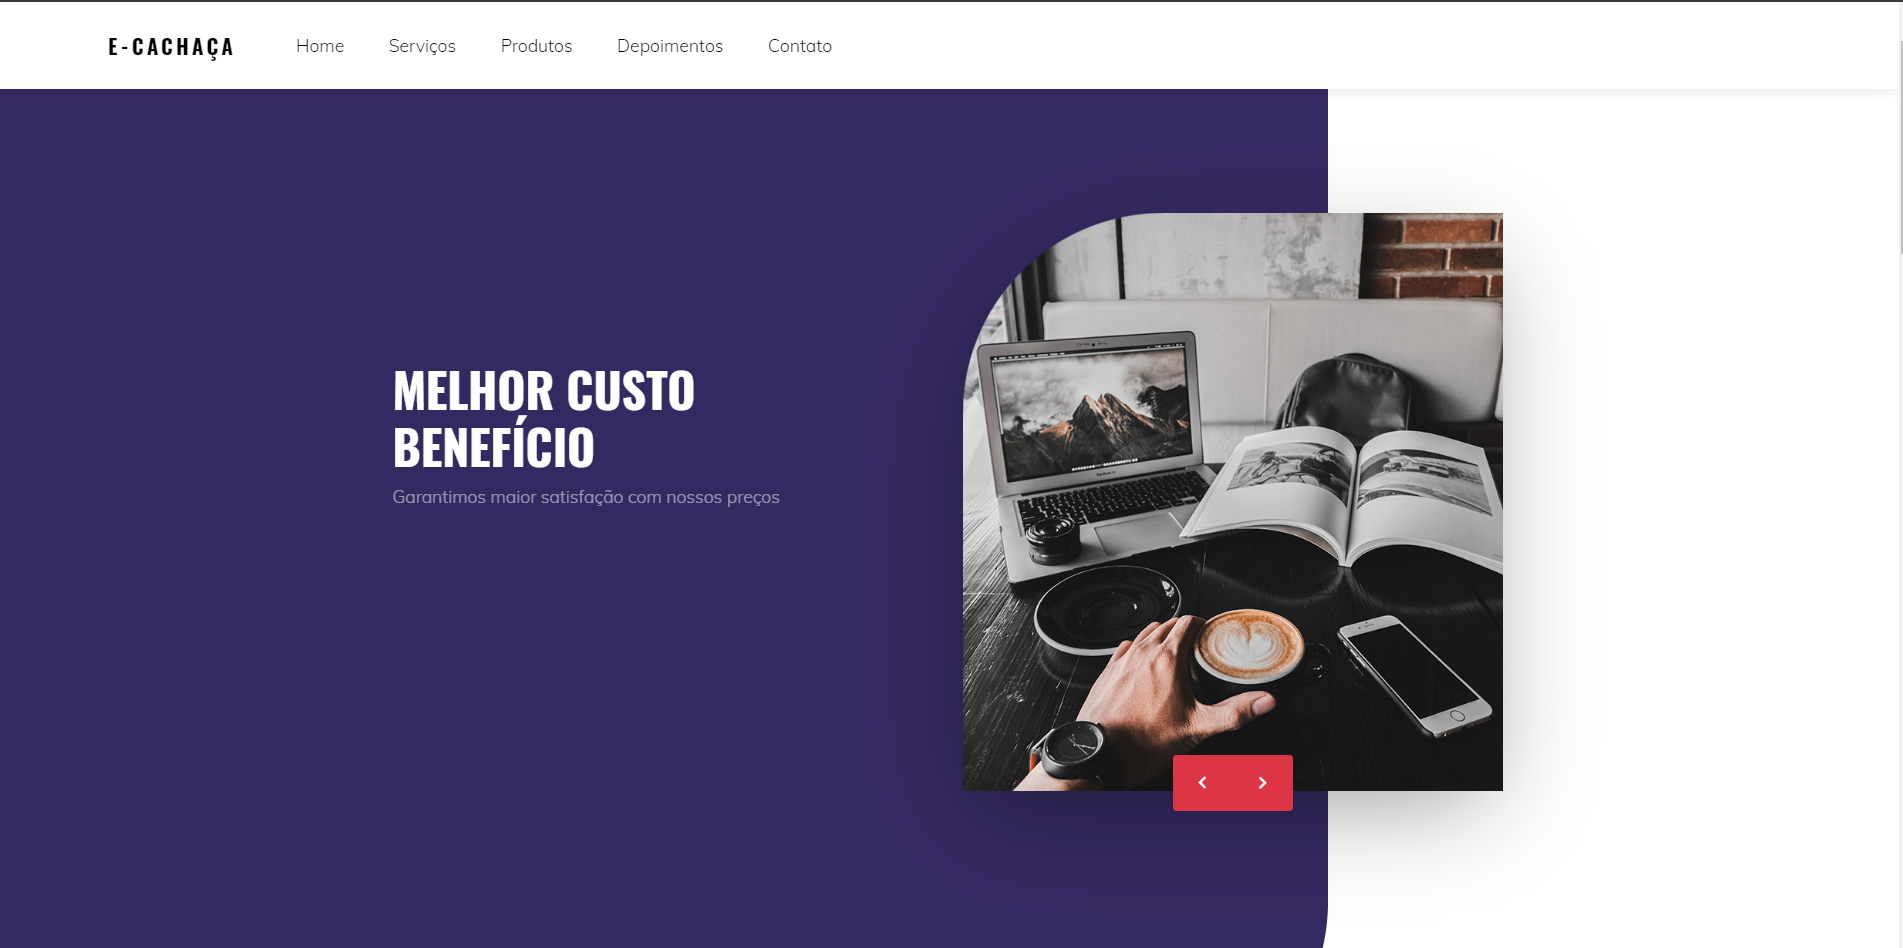 E-CACHAÇA
Home
Serviços
Produtos
Depoimentos
Contato
MELHOR CUSTO
BENEFÍCIO
Garantimos maior satisfação com nossos preços